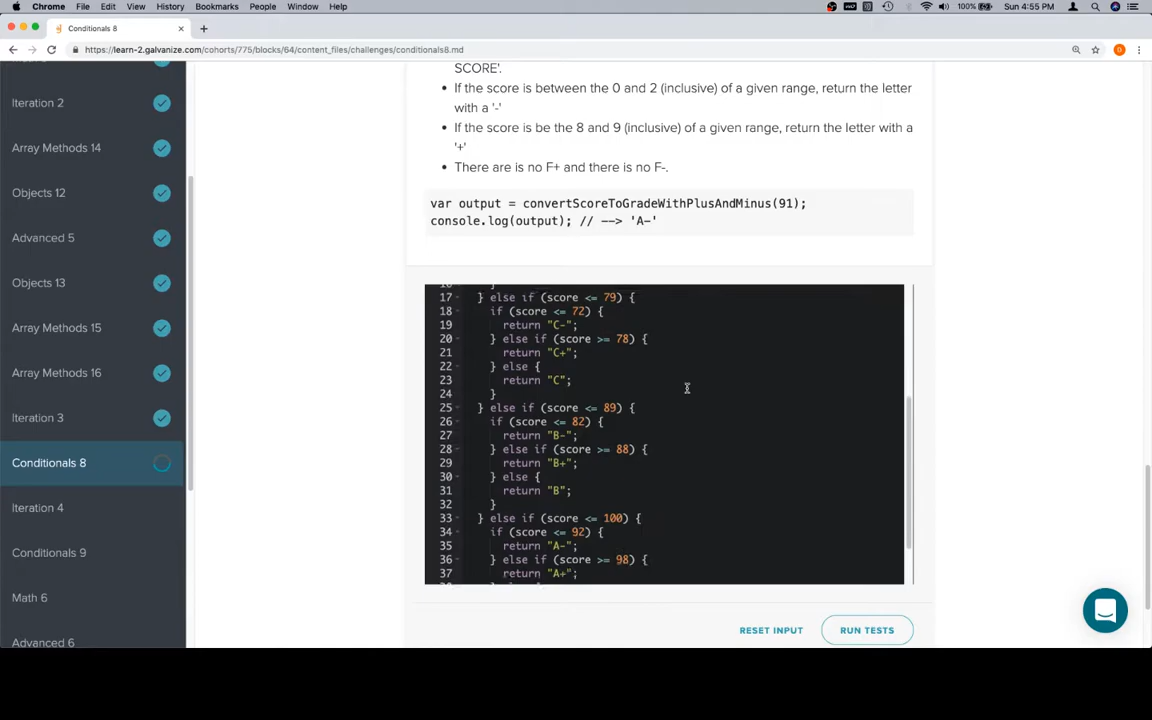 Chrome File Edit View History Bookmarks People Window Help
100% Sun 4:55 PM
Conditionals 8
https://learn-2.galvanize.com/cohorts/775/blocks/64/content_files/challenges/conditionals8.md
Iteration 2
Array Methods 14
Objects 12
Advanced 5
Objects 13
Array Methods 15
Array Methods 16
Iteration 3
Conditionals 8
Iteration 4
Conditionals 9
Math 6
Advanced 6
SCORE'.
If the score is between the 0 and 2 (inclusive) of a given range, return the letter
with a '-'
If the score is be the 8 and 9 (inclusive) of a given range, return the letter with a
'+'
There are is no F+ and there is no F-.
var output = convertScoreToGradeWithPlusAndMinus(91);
console.log(output); // --> 'A-'
16 }
17 } else if (score <= 79) {
18 if (score <= 72) {
19 return "C-";
20 } else if (score >= 78) {
21 return "C+";
22 } else {
23 return "C";
24 }
25 } else if (score <= 89) {
26 if (score <= 82) {
27 return "B-";
28 } else if (score >= 88) {
29 return "B+";
30 } else {
31 return "B";
32 }
33 } else if (score <= 100) {
34 if (score <= 92) {
35 return "A-";
36 } else if (score >= 98) {
37 return "A+";
RESET INPUT
RUN TESTS